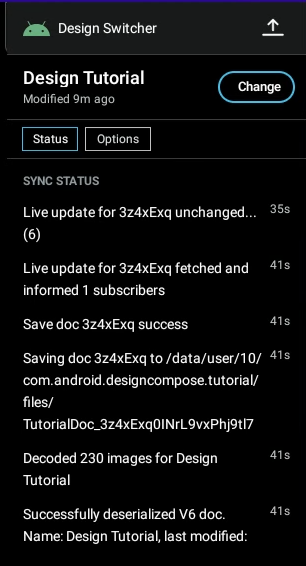 Design Switcher
Design Tutorial
Modified 9m ago
Change
Status
Options
SYNC STATUS
Live update for 3z4xExq unchanged... 35s
(6)
Live update for 3z4xExq fetched and 41s
informed 1 subscribers
Save doc 3z4xExq success 41s
Saving doc 3z4xExq to /data/user/10/ 41s
com.android.designcompose.tutorial/
files/
TutorialDoc_3z4xExq0INrL9vxPhj9tl7
Decoded 230 images for Design 41s
Tutorial
Successfully deserialized V6 doc. 41s
Name: Design Tutorial, last modified: